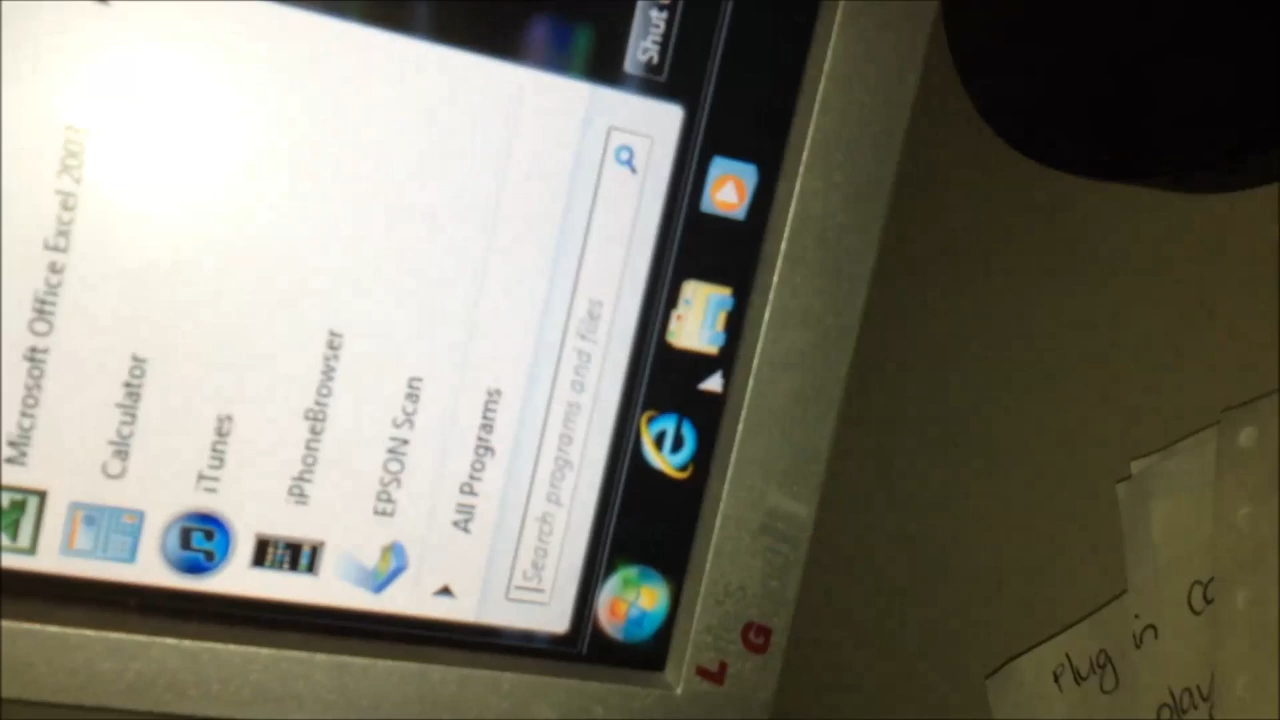 Microsoft Office Excel 2007
Calculator
iTunes
iPhoneBrowser
EPSON Scan
All Programs
Search programs and files
Shut
L
G
Plug in
play